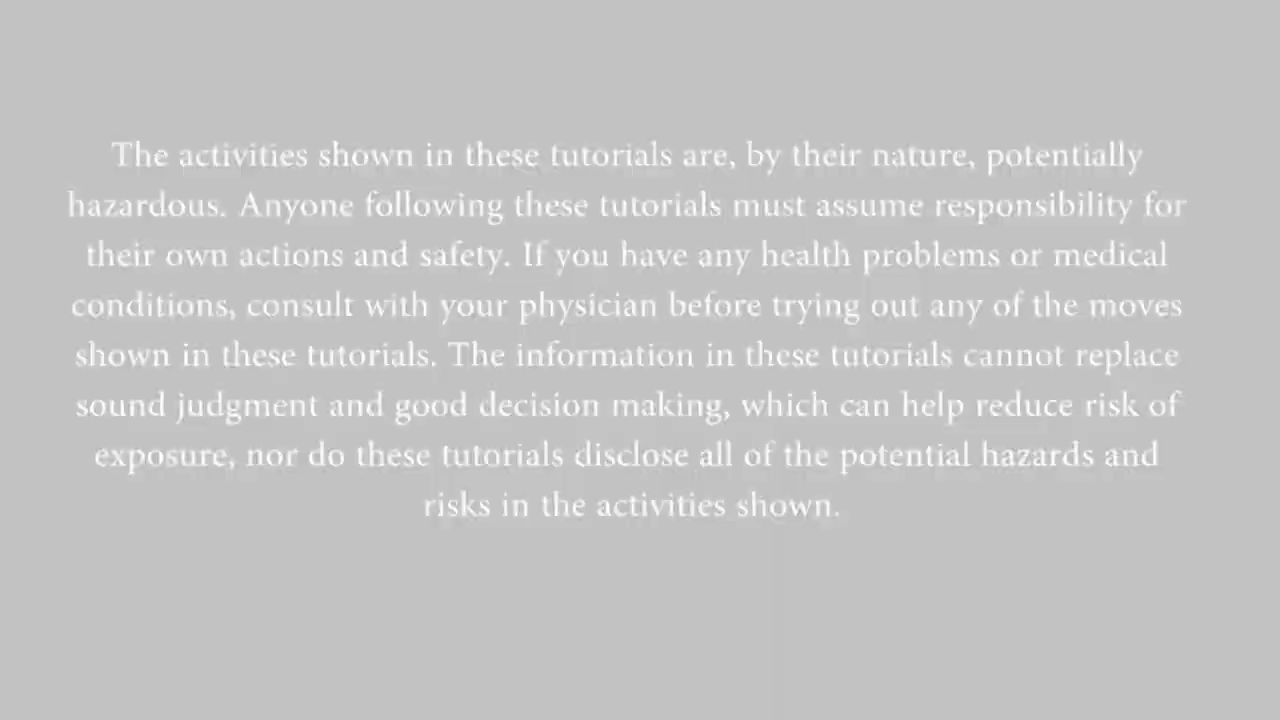 The activities shown in these tutorials are, by their nature, potentially
hazardous. Anyone following these tutorials must assume responsibility for
their own actions and safety. If you have any health problems or medical
conditions, consult with your physician before trying out any of the moves
shown in these tutorials. The information in these tutorials cannot replace
sound judgment and good decision making, which can help reduce risk of
exposure, nor do these tutorials disclose all of the potential hazards and
risks in the activities shown.